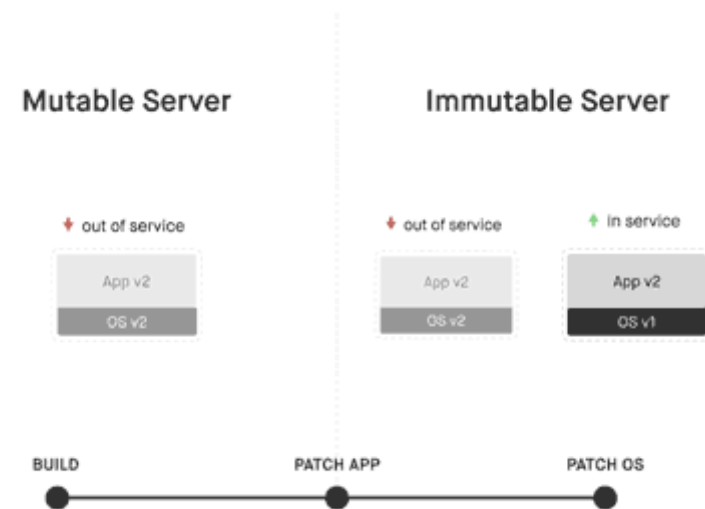 Mutable Server
Immutable Server
out of service
out of service
in service
App v2
App v2
App v2
OS v2
OS v2
OS v1
BUILD
PATCH APP
PATCH OS